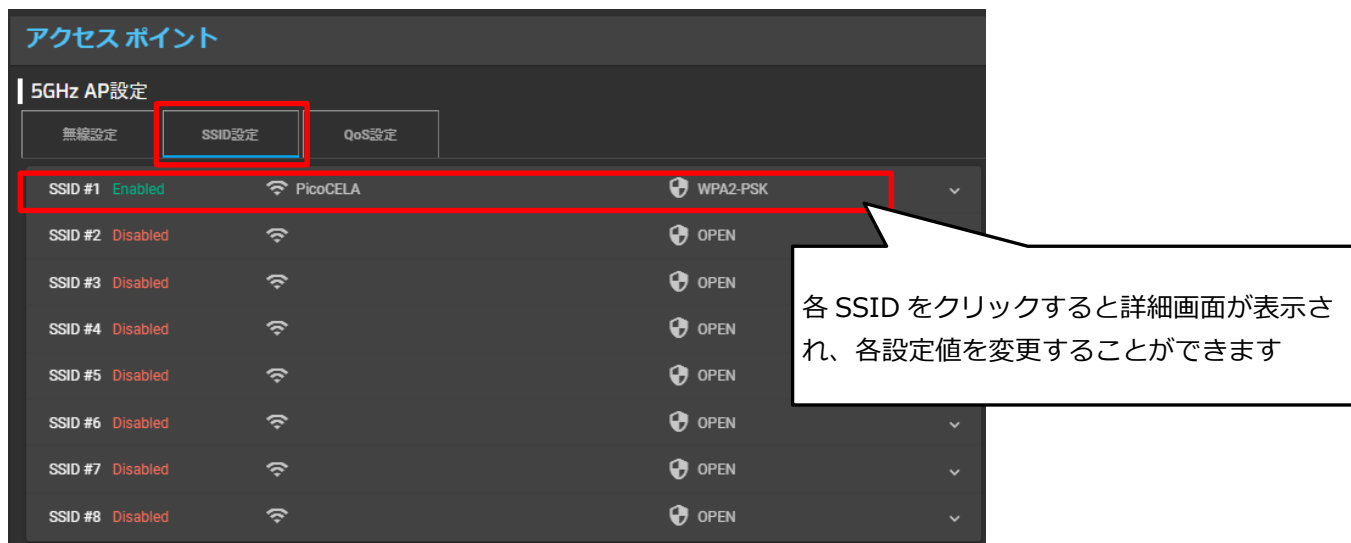 アクセス ポイント
5GHz AP設定
無線設定 SSID設定 QoS設定
SSID #1 Enabled PicoCELA WPA2-PSK
SSID #2 Disabled OPEN
SSID #3 Disabled OPEN
SSID #4 Disabled OPEN
SSID #5 Disabled OPEN
SSID #6 Disabled OPEN
SSID #7 Disabled OPEN
SSID #8 Disabled OPEN
各 SSID をクリックすると詳細画面が表示さ
れ、各設定値を変更することができます